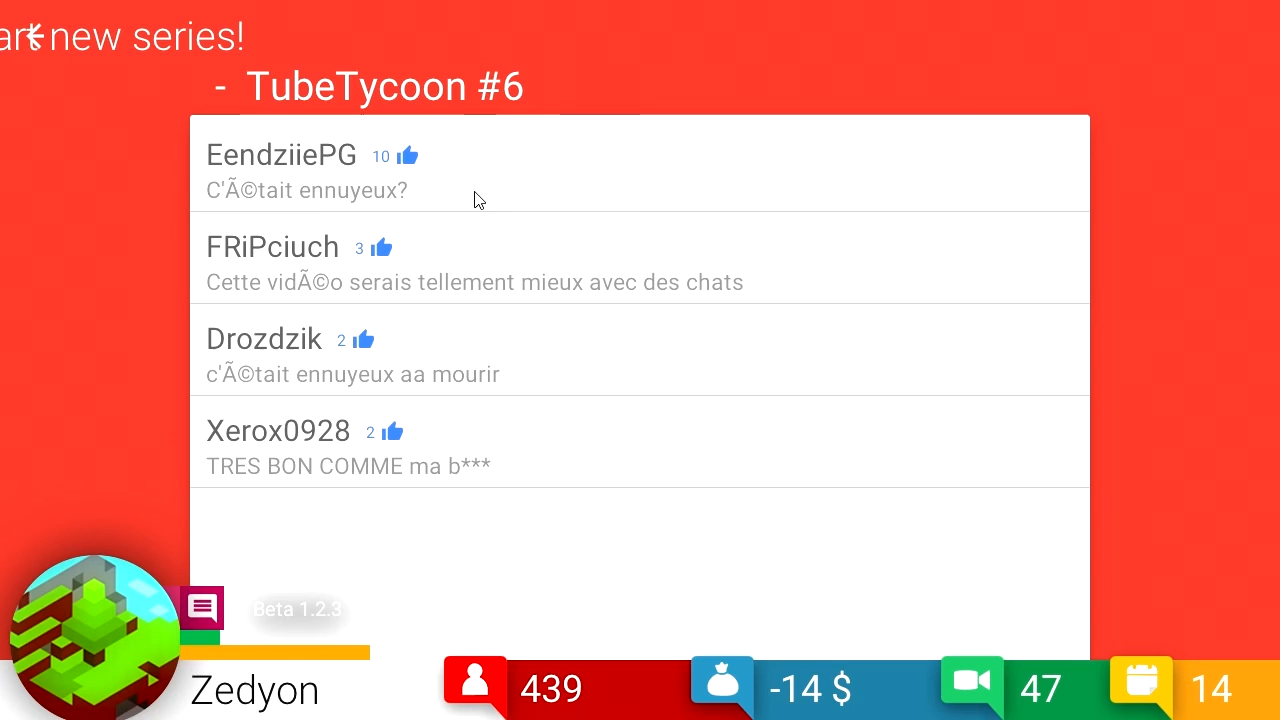 art new series!
- TubeTycoon #6
EendziiePG 10
C'Ã©tait ennuyeux?
FRiPciuch 3
Cette vidÃ©o serais tellement mieux avec des chats
Drozdzik 2
c'Ã©tait ennuyeux aa mourir
Xerox0928 2
TRES BON COMME ma b***
Beta 1.2.3
Zedyon
439
-14 $
47
14